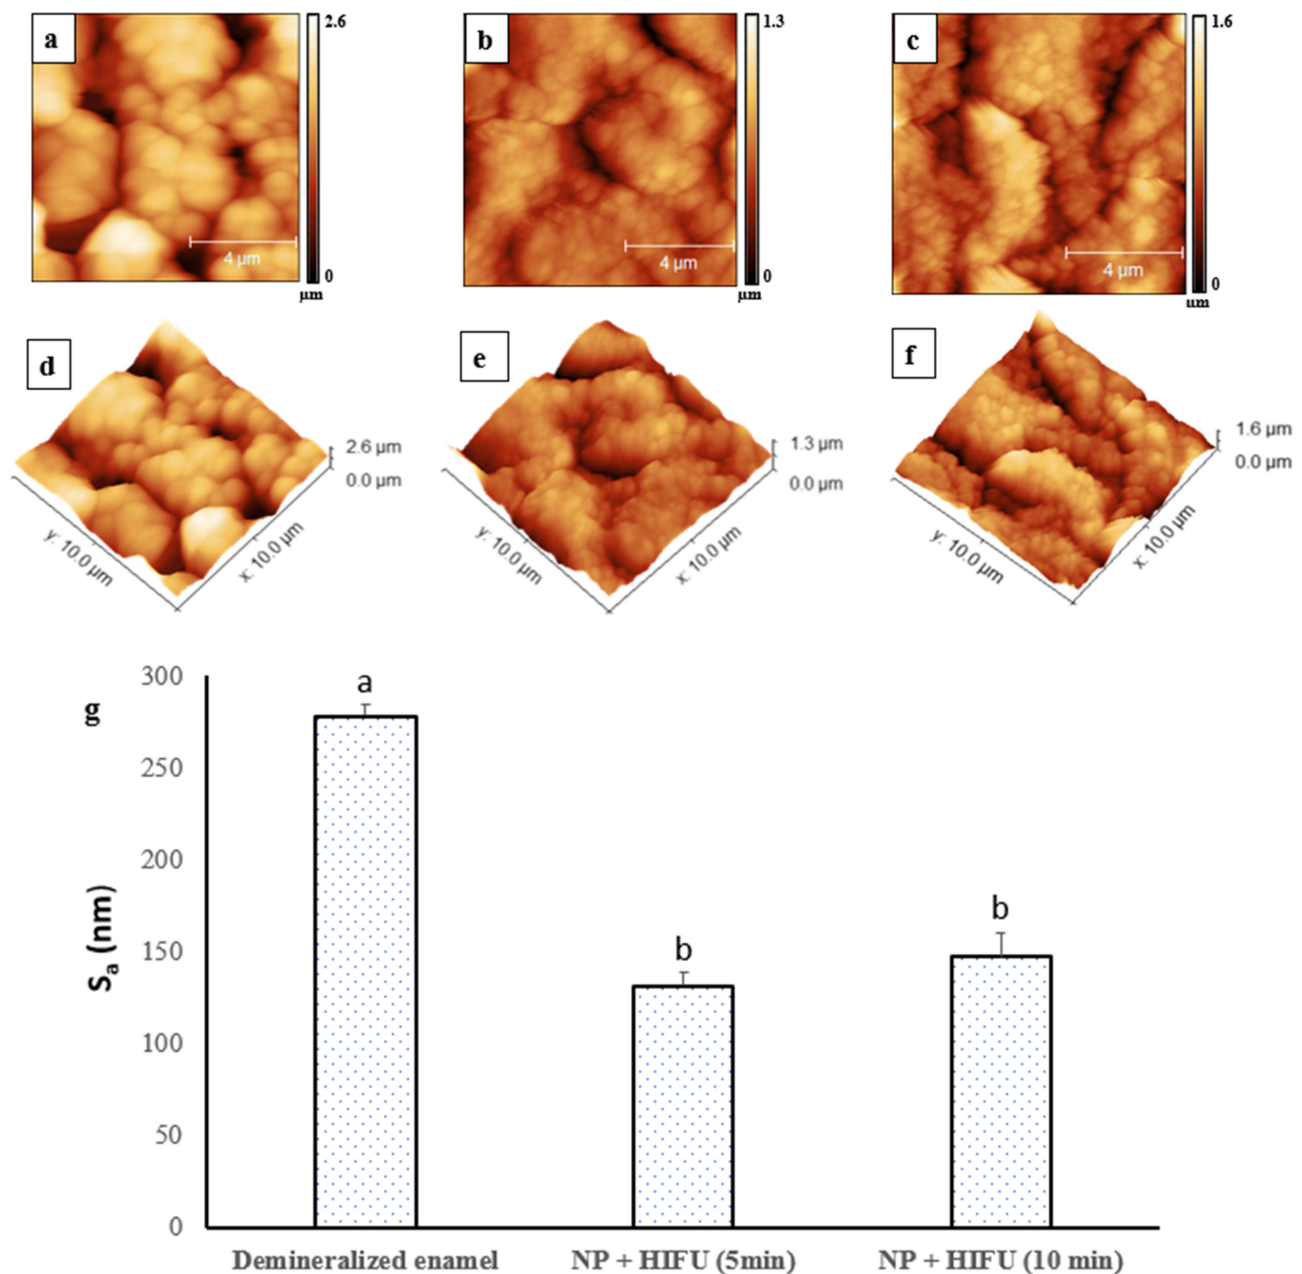 a
2.6
0
μm
4 μm
b
1.3
0
μm
4 μm
c
1.6
0
um
4 μm
d
2.6 μm
0.0 μm
y: 10.0 μm
x: 10.0 μm
e
1.3 μm
0.0 μm
y: 10.0 μm
x: 10.0 μm
f
1.6 μm
0.0 μm
y: 10.0 μm
x: 10.0 μm
g
Sa (nm)
300
250
200
150
100
50
0
a
b
b
Demineralized enamel
NP + HIFU (5min)
NP + HIFU (10 min)